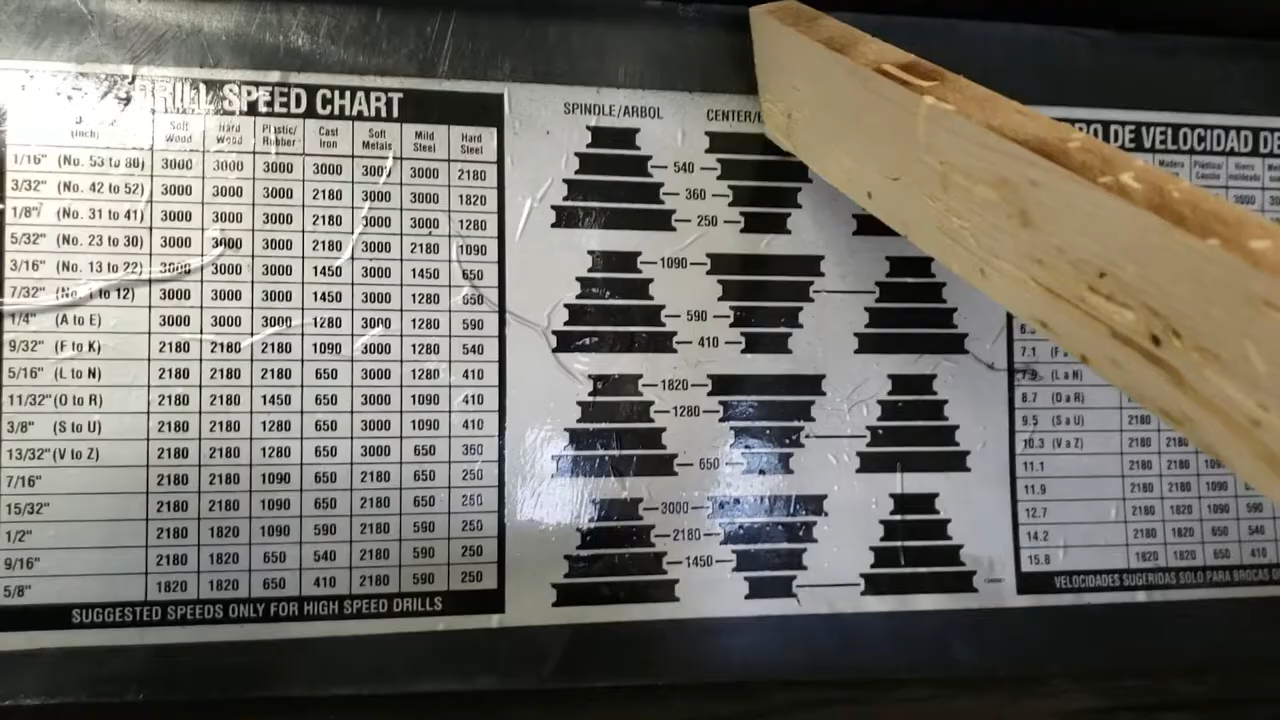 DRILL SPEED CHART
(inch) Soft Wood Hard Wood Plastic/ Rubber Cast Iron Soft Metals Mild Steel Hard Steel
1/16" (No. 53 to 80) 3000 3000 3000 3000 3000 3000 2180
3/32" (No. 42 to 52) 3000 3000 3000 2180 3000 3000 1820
1/8" (No. 31 to 41) 3000 3000 3000 2180 3000 3000 1280
5/32" (No. 23 to 30) 3000 3000 3000 2180 3000 2180 1090
3/16" (No. 13 to 22) 3000 3000 3000 1450 3000 1450 650
7/32" (No. 1 to 12) 3000 3000 3000 1450 3000 1280 650
1/4" (A to E) 3000 3000 3000 1280 3000 1280 590
9/32" (F to K) 2180 2180 2180 1090 3000 1280 540
5/16" (L to N) 2180 2180 2180 650 3000 1280 410
11/32" (O to R) 2180 2180 1450 650 3000 1090 410
3/8" (S to U) 2180 2180 1280 650 3000 1090 410
13/32" (V to Z) 2180 2180 1280 650 3000 650 360
7/16" 2180 2180 1090 650 2180 650 250
15/32" 2180 2180 1090 650 2180 650 250
1/2" 2180 1820 1090 590 2180 590 250
9/16" 2180 1820 650 540 2180 590 250
5/8" 1820 1820 650 410 2180 590 250
SUGGESTED SPEEDS ONLY FOR HIGH SPEED DRILLS
SPINDLE/ARBOL CENTER/
540
360
250
1090
590
410
1820
1280
650
3000
2180
1450
DE VELOCIDAD DE
Madera Plástico/ Caucho Hierro moldeado
3000
7.1
7.9 (L a N)
8.7 (O a R)
9.5 (S a U) 2180
10.3 (V a Z) 2180 2180
11.1 2180 2180
11.9 2180 2180 1090
12.7 2180 1820 1090 590
14.2 2180 1820 650 540
15.8 1820 1820 650 410
VELOCIDADES SUGERIDAS SOLO PARA BROCAS